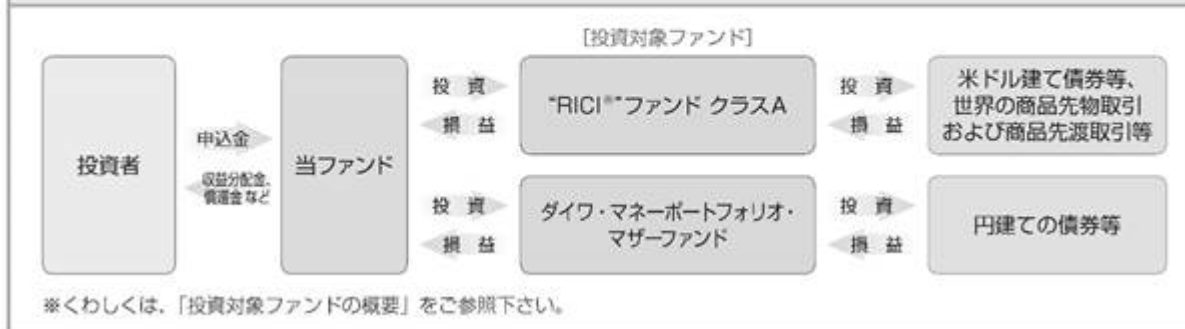 [投資対象ファンド]
投資者
申込金
収益分配金、
償還金など
当ファンド
投資
損益
"RICI®"ファンド クラスA
投資
損益
米ドル建て債券等、
世界の商品先物取引
および商品先渡取引等
投資
損益
ダイワ・マネーポートフォリオ・
マザーファンド
投資
損益
円建ての債券等
※くわしくは、「投資対象ファンドの概要」をご参照下さい。